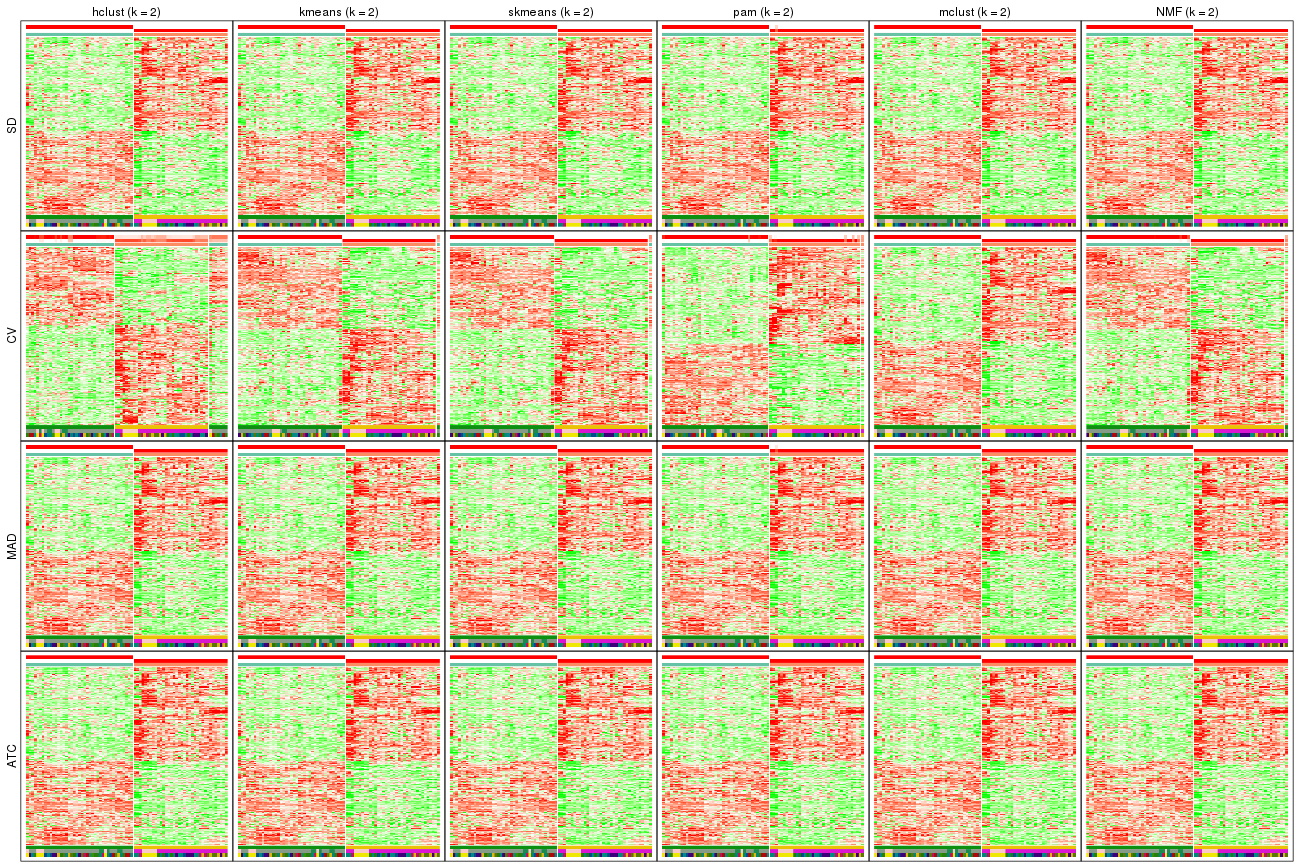 hclust (k = 2) kmeans (k = 2) skmeans (k = 2) pam (k = 2) mclust (k = 2) NMF (k = 2)
SD
CV
MAD
ATC